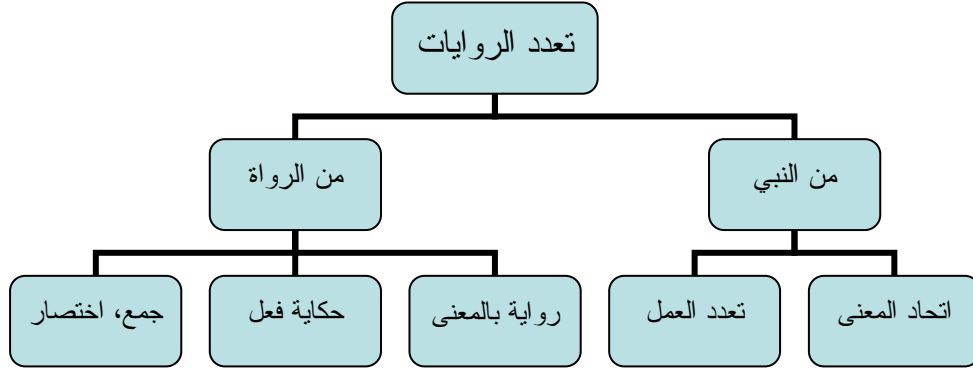 تعدد الروايات
من النبي
من الرواة
اتحاد المعنى
تعدد العمل
رواية بالمعنى
حكاية فعل
جمع، اختصار